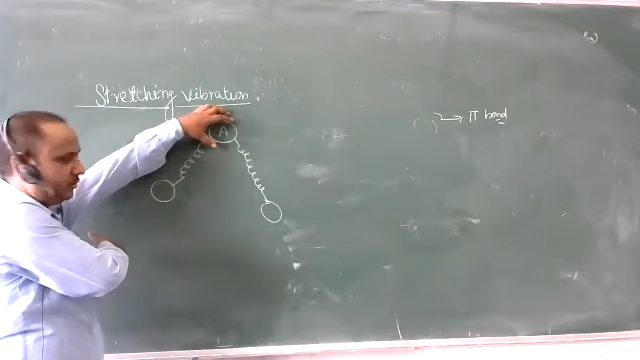 Stretching vibration.
A
π bond